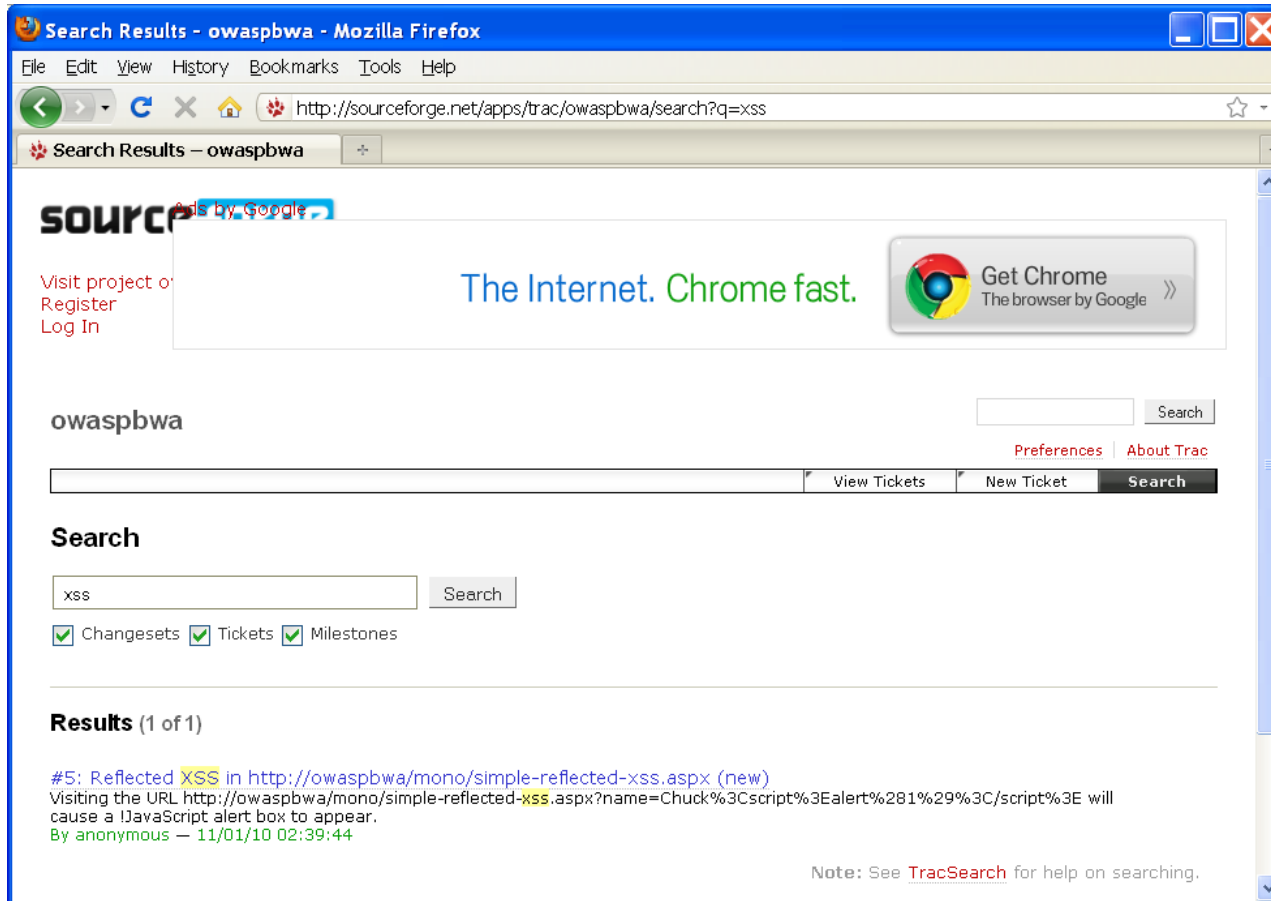 Search Results - owaspbwa - Mozilla Firefox
File Edit View History Bookmarks Tools Help
http://sourceforge.net/apps/trac/owaspbwa/search?q=xss
Search Results – owaspbwa
source
Ads by Google
Visit project
Register
Log In
The Internet. Chrome fast.
Get Chrome
The browser by Google
owaspbwa
Search
Preferences About Trac
View Tickets New Ticket Search
Search
xss Search
Changesets Tickets Milestones
Results (1 of 1)
#5: Reflected XSS in http://owaspbwa/mono/simple-reflected-xss.aspx (new)
Visiting the URL http://owaspbwa/mono/simple-reflected-xss.aspx?name=Chuck%3Cscript%3Ealert%281%29%3C/script%3E will
cause a !JavaScript alert box to appear.
By anonymous — 11/01/10 02:39:44
Note: See TracSearch for help on searching.